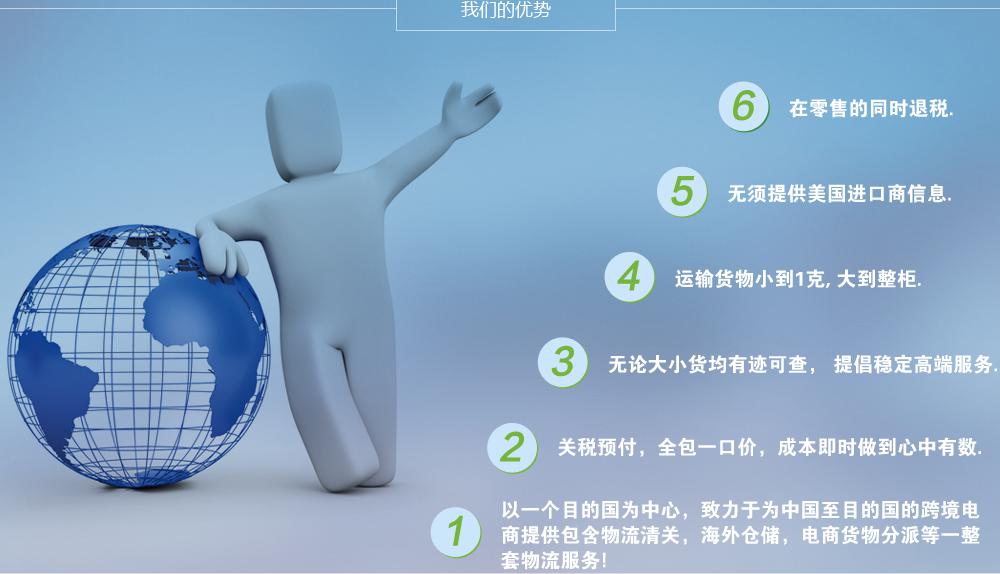 我们的优势
6 在零售的同时退税.
5 无须提供美国进口商信息.
4 运输货物小到1克, 大到整柜.
3 无论大小货均有迹可查， 提倡稳定高端服务.
2 关税预付，全包一口价，成本即时做到心中有数.
1 以一个目的国为中心，致力于为中国至目的国的跨境电
商提供包含物流清关，海外仓储，电商货物分派等一整
套物流服务!